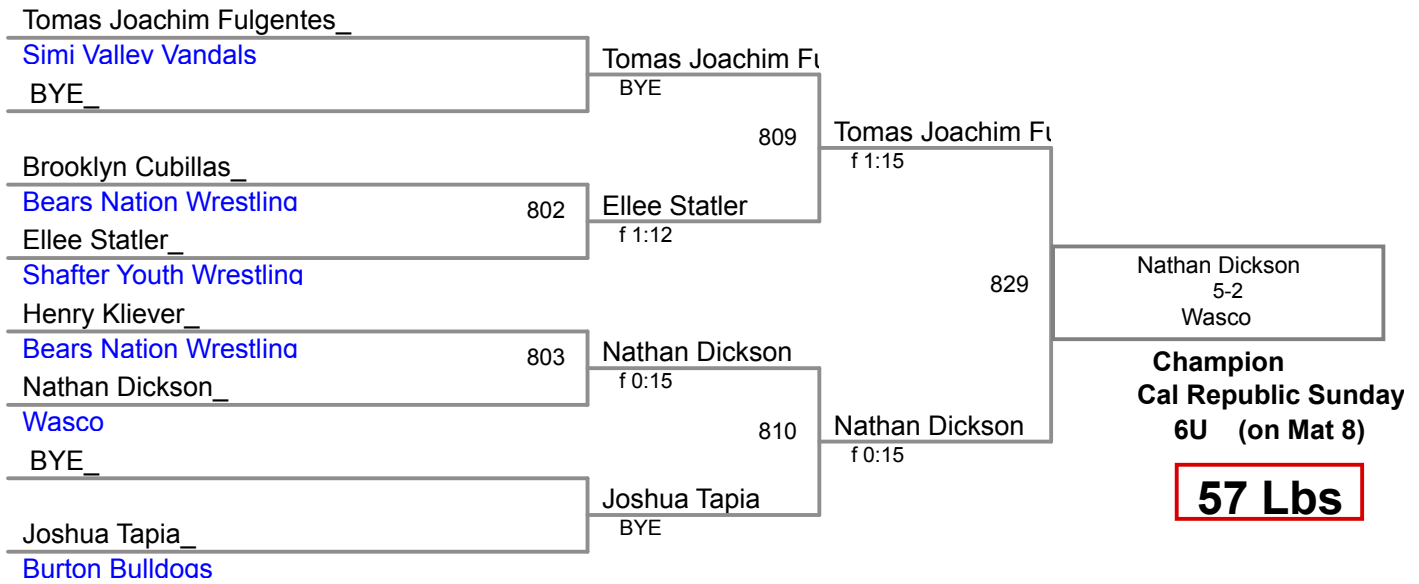 Tomas Joachim Fulgentes_
Simi Valley Vandals
BYE_
Brooklyn Cubillas_
Bears Nation Wrestling
802
Ellee Statler_
Shafter Youth Wrestling
Henry Kliever_
Bears Nation Wrestling
803
Nathan Dickson_
Wasco
BYE_
Joshua Tapia_
Burton Bulldogs
Tomas Joachim Fu
BYE
809
Ellee Statler
f 1:12
Nathan Dickson
f 0:15
810
Joshua Tapia
BYE
Tomas Joachim Fu
f 1:15
829
Nathan Dickson
f 0:15
Nathan Dickson
5-2
Wasco
Champion
Cal Republic Sunday
6U (on Mat 8)
57 Lbs